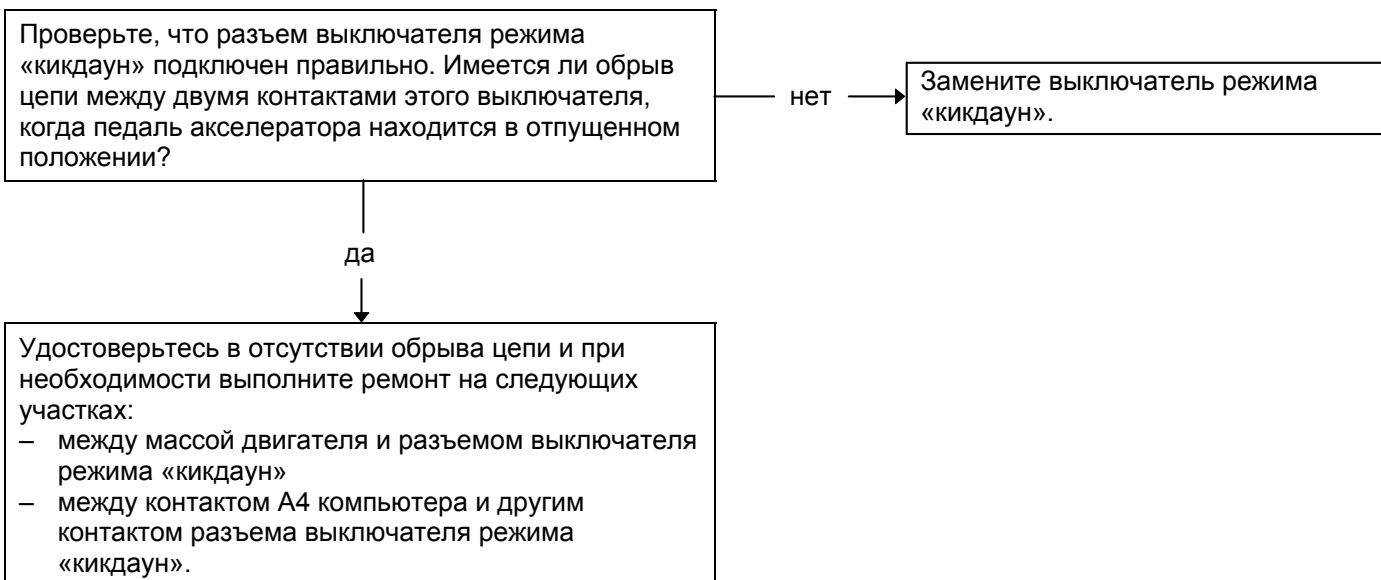 Проверьте, что разъем выключателя режима
«кикдаун» подключен правильно. Имеется ли обрыв
цепи между двумя контактами этого выключателя,
когда педаль акселератора находится в отпущенном
положении?
нет
Замените выключатель режима
«кикдаун».
да
Удостоверьтесь в отсутствии обрыва цепи и при
необходимости выполните ремонт на следующих
участках:
– между массой двигателя и разъемом выключателя
режима «кикдаун»
– между контактом A4 компьютера и другим
контактом разъема выключателя режима
«кикдаун».